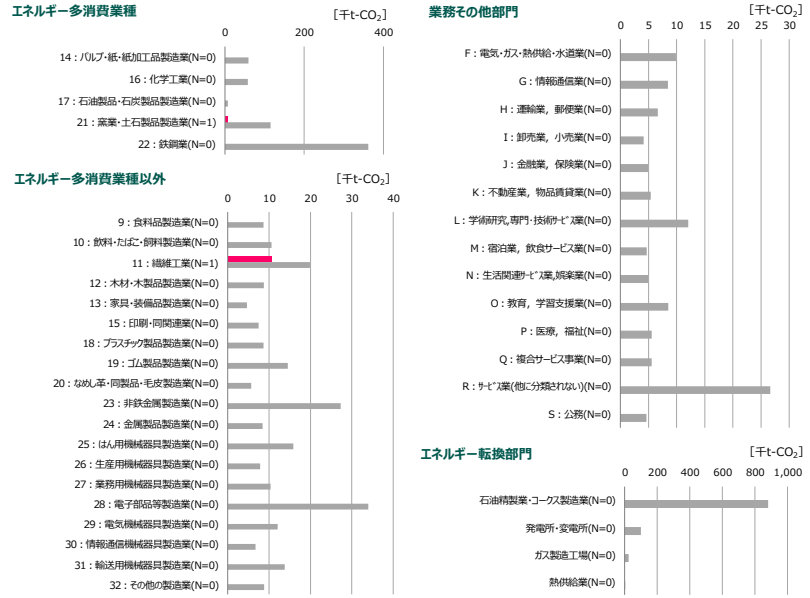 エネルギー多消費業種
[千t-CO2]
0 200 400
14：パルプ・紙・紙加工品製造業(N=0)
16：化学工業(N=0)
17：石油製品・石炭製品製造業(N=0)
21：窯業・土石製品製造業(N=1)
22：鉄鋼業(N=0)
エネルギー多消費業種以外
[千t-CO2]
0 10 20 30 40
9：食料品製造業(N=0)
10：飲料・たばこ・飼料製造業(N=0)
11：繊維工業(N=1)
12：木材・木製品製造業(N=0)
13：家具・装備品製造業(N=0)
15：印刷・同関連業(N=0)
18：プラスチック製品製造業(N=0)
19：ゴム製品製造業(N=0)
20：なめし革・同製品・毛皮製造業(N=0)
23：非鉄金属製造業(N=0)
24：金属製品製造業(N=0)
25：はん用機械器具製造業(N=0)
26：生産用機械器具製造業(N=0)
27：業務用機械器具製造業(N=0)
28：電子部品等製造業(N=0)
29：電気機械器具製造業(N=0)
30：情報通信機械器具製造業(N=0)
31：輸送用機械器具製造業(N=0)
32：その他の製造業(N=0)
業務その他部門
[千t-CO2]
0 5 10 15 20 25 30
F：電気・ガス・熱供給・水道業(N=0)
G：情報通信業(N=0)
H：運輸業，郵便業(N=0)
I：卸売業，小売業(N=0)
J：金融業，保険業(N=0)
K：不動産業，物品賃貸業(N=0)
L：学術研究,専門・技術ｻｰﾋﾞｽ業(N=0)
M：宿泊業，飲食サービス業(N=0)
N：生活関連ｻｰﾋﾞｽ業,娯楽業(N=0)
O：教育，学習支援業(N=0)
P：医療，福祉(N=0)
Q：複合サービス事業(N=0)
R：ｻｰﾋﾞｽ業(他に分類されない)(N=0)
S：公務(N=0)
エネルギー転換部門
[千t-CO2]
0 200 400 600 800 1,000
石油精製業・コークス製造業(N=0)
発電所・変電所(N=0)
ガス製造工場(N=0)
熱供給業(N=0)